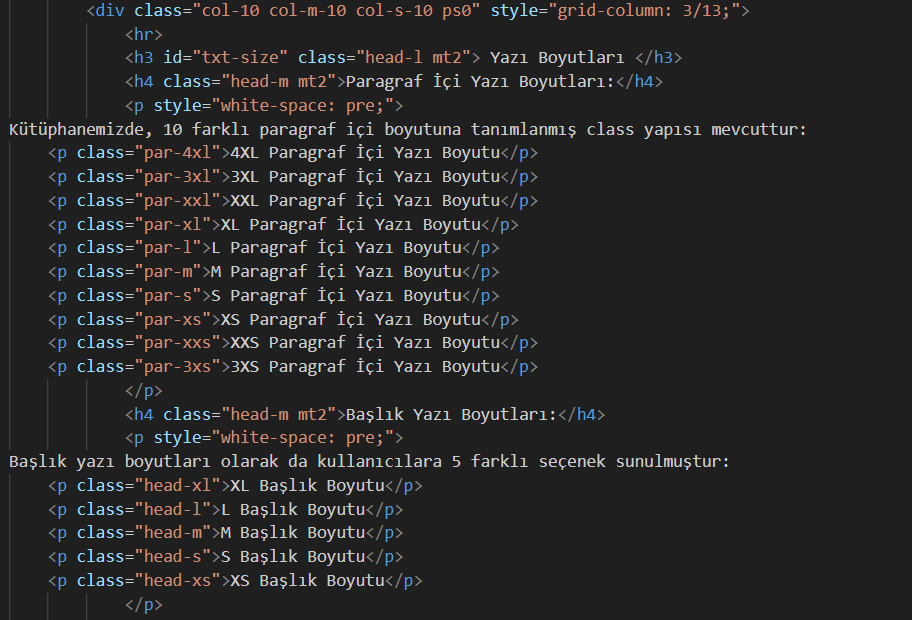 <div class="col-10 col-m-10 col-s-10 ps0" style="grid-column: 3/13;">
<hr>
<h3 id="txt-size" class="head-l mt2"> Yazı Boyutları </h3>
<h4 class="head-m mt2">Paragraf İçi Yazı Boyutları:</h4>
<p style="white-space: pre;">
Kütüphanemizde, 10 farklı paragraf içi boyutuna tanımlanmış class yapısı mevcuttur:
<p class="par-4xl">4XL Paragraf İçi Yazı Boyutu</p>
<p class="par-3xl">3XL Paragraf İçi Yazı Boyutu</p>
<p class="par-xxl">XXL Paragraf İçi Yazı Boyutu</p>
<p class="par-xl">XL Paragraf İçi Yazı Boyutu</p>
<p class="par-l">L Paragraf İçi Yazı Boyutu</p>
<p class="par-m">M Paragraf İçi Yazı Boyutu</p>
<p class="par-s">S Paragraf İçi Yazı Boyutu</p>
<p class="par-xs">XS Paragraf İçi Yazı Boyutu</p>
<p class="par-xxs">XXS Paragraf İçi Yazı Boyutu</p>
<p class="par-3xs">3XS Paragraf İçi Yazı Boyutu</p>
</p>
<h4 class="head-m mt2">Başlık Yazı Boyutları:</h4>
<p style="white-space: pre;">
Başlık yazı boyutları olarak da kullanıcılara 5 farklı seçenek sunulmuştur:
<p class="head-xl">XL Başlık Boyutu</p>
<p class="head-l">L Başlık Boyutu</p>
<p class="head-m">M Başlık Boyutu</p>
<p class="head-s">S Başlık Boyutu</p>
<p class="head-xs">XS Başlık Boyutu</p>
</p>